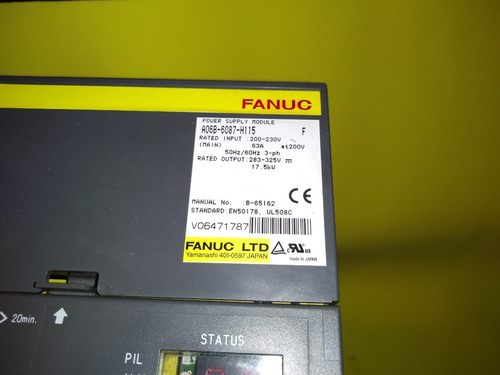 FANUC
POWER SUPPLY MODULE
A06B-6087-H115 F
RATED INPUT :200-230V
(MAIN) 63A at200V
50Hz/60Hz 3-ph
RATED OUTPUT:283-325V
17.5kW
MANUAL No. :B-65162
STANDARD:EN50178, UL508C
CE
V06471787
FANUC LTD
Yamanashi 401-0597 JAPAN
c us
made in JAPAN
> 20min.
STATUS
PIL